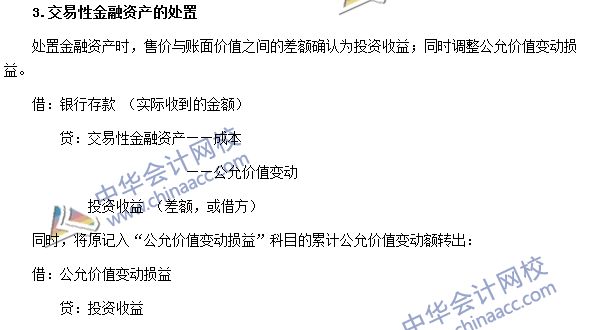 3.交易性金融资产的处置
处置金融资产时，售价与账面价值之间的差额确认为投资收益；同时调整公允价值变动损
益。
借：银行存款 （实际收到的金额）
贷：交易性金融资产——成本
——公允价值变动
投资收益 （差额，或借方）
同时，将原记入“公允价值变动损益”科目的累计公允价值变动额转出：
借：公允价值变动损益
贷：投资收益
中华会计网校
www.chinaacc.com
中华会计网校
www.chinaacc.com